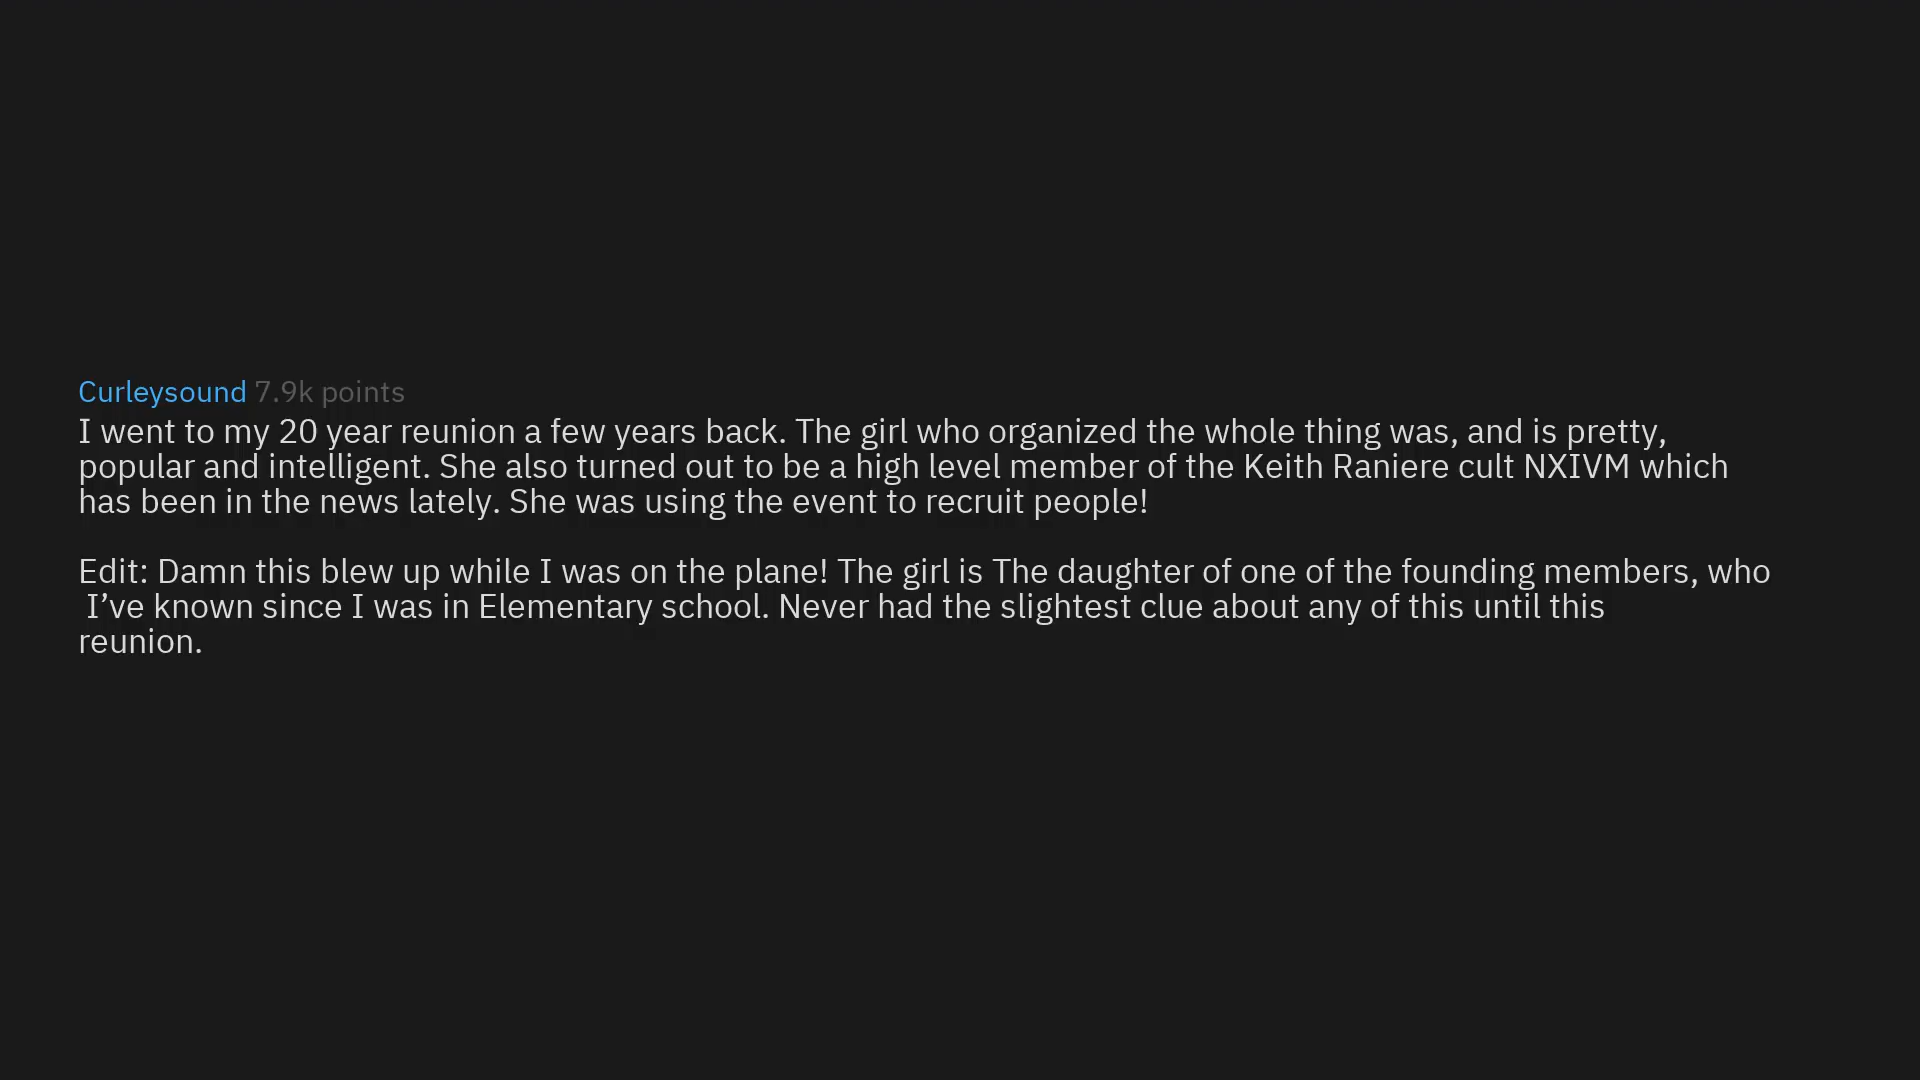 Curleysound 7.9k points
I went to my 20 year reunion a few years back. The girl who organized the whole thing was, and is pretty,
popular and intelligent. She also turned out to be a high level member of the Keith Raniere cult NXIVM which
has been in the news lately. She was using the event to recruit people!
Edit: Damn this blew up while I was on the plane! The girl is The daughter of one of the founding members, who
I’ve known since I was in Elementary school. Never had the slightest clue about any of this until this
reunion.